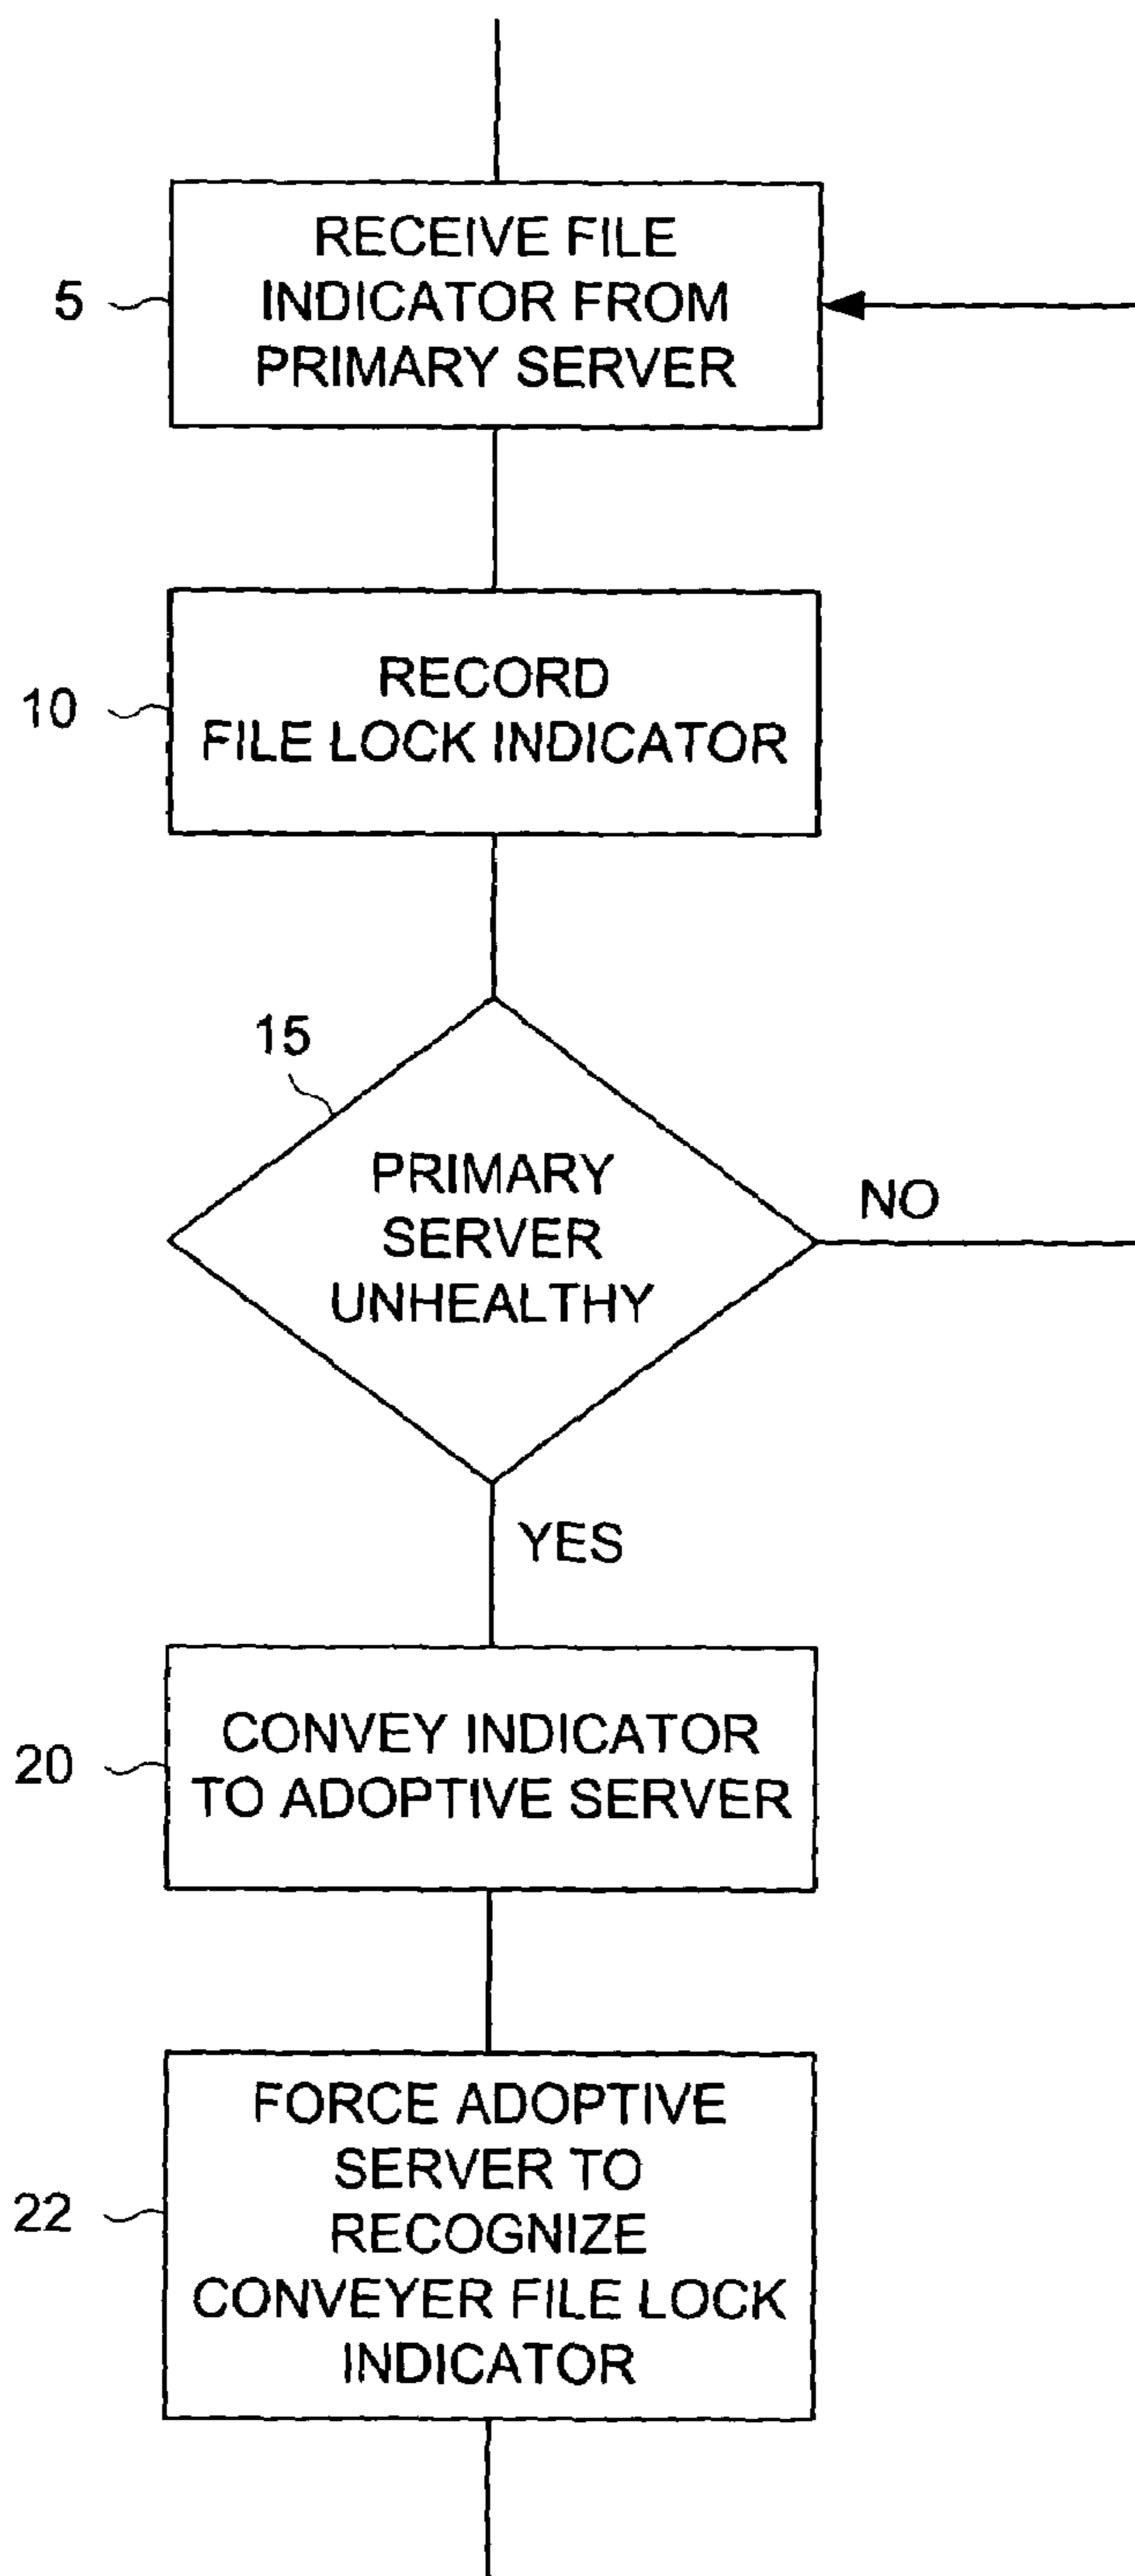 RECEIVE FILE
INDICATOR FROM
PRIMARY SERVER
5
RECORD
FILE LOCK INDICATOR
10
15
PRIMARY
SERVER
UNHEALTHY
NO
YES
CONVEY INDICATOR
TO ADOPTIVE SERVER
20
FORCE ADOPTIVE
SERVER TO
RECOGNIZE
CONVEYER FILE LOCK
INDICATOR
22